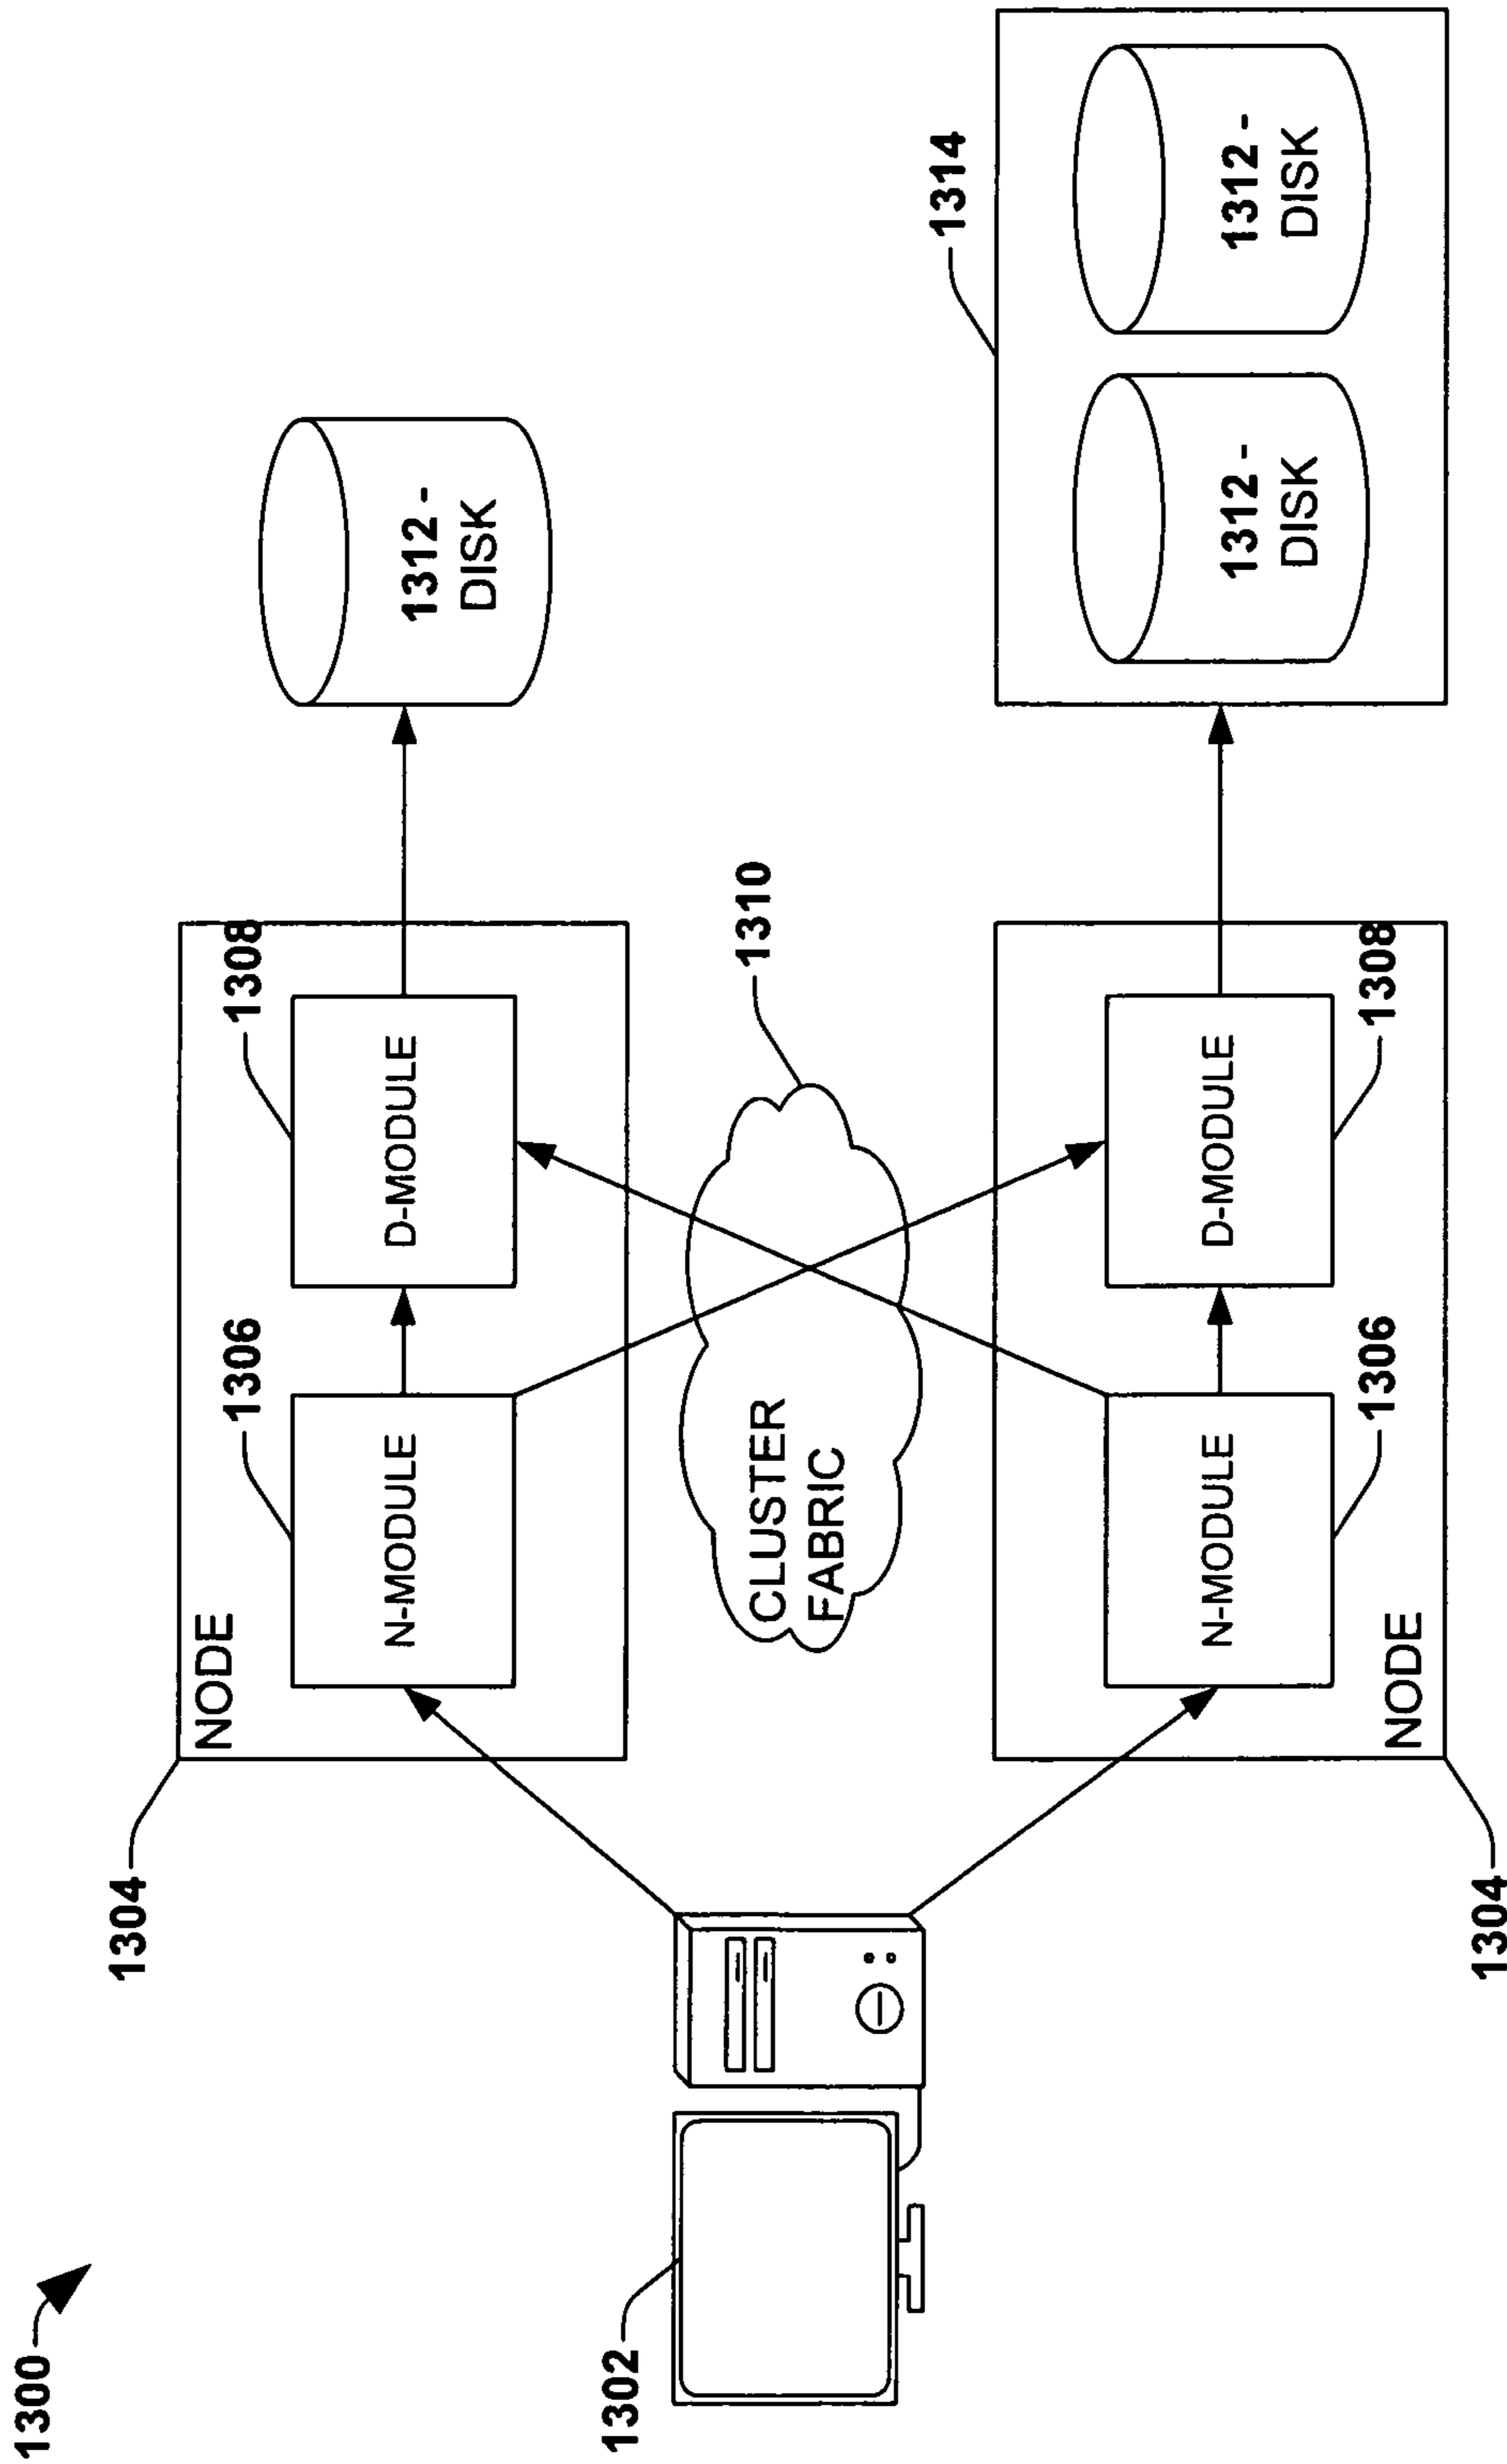 1300
1302
1304
NODE
1306
N-MODULE
1308
D-MODULE
1312 -
DISK
1310
CLUSTER
FABRIC
1314
N-MODULE
1306
D-MODULE
1308
NODE
1304
1312 -
DISK
1312 -
DISK